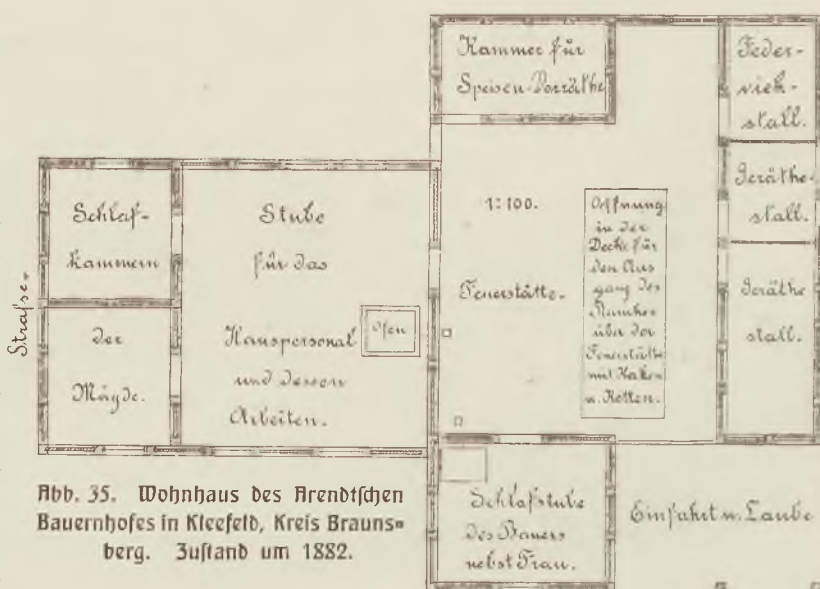 Kammer für
Speisen-Vorräthe
Feder-
vieh-
stall.
Geräthe-
stall.
Geräthe
stall.
Straße.
Schlaf-
kammern
der
Mägde.
Stube
für das
Hauspersonal
und dessen
Arbeiten.
Ofen
1:100.
Feuerstätte.
Öffnung
in der
Decke für
den Aus
gang des
Rauches
über der
Feuerstätte
mit Haken
u. Ketten.
Schlafstube
des Bauers
nebst Frau.
Einfahrt u. Laube
Abb. 35. Wohnhaus des Arendtſchen
Bauernhofes in Kleefeld, Kreis Brauns=
berg. Zuſtand um 1882.